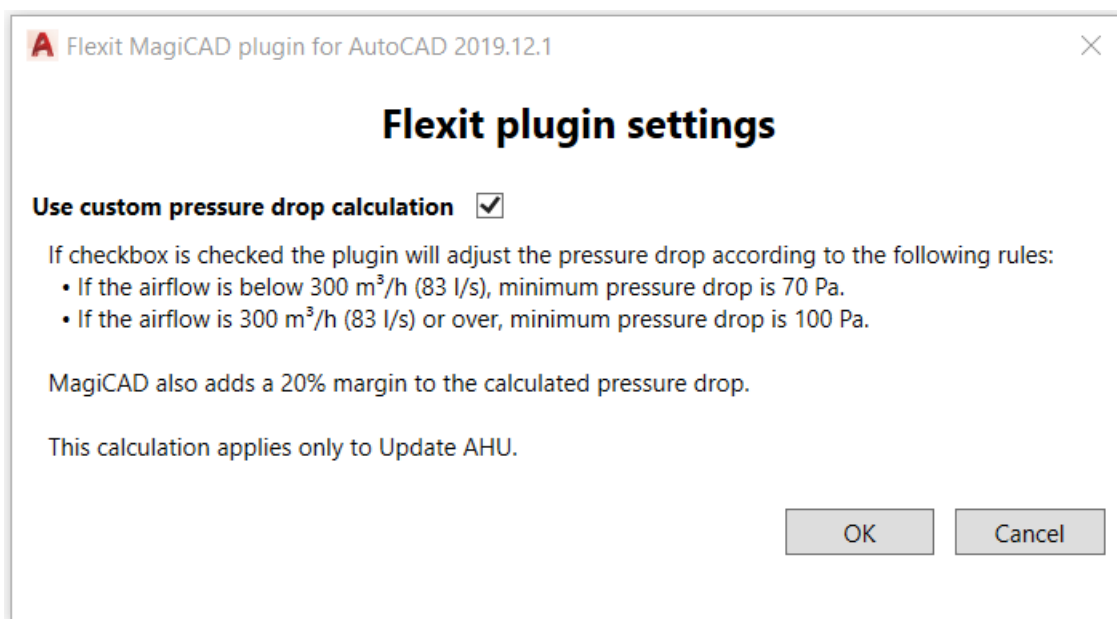 Flexit MagiCAD plugin for AutoCAD 2019.12.1
Flexit plugin settings
Use custom pressure drop calculation
If checkbox is checked the plugin will adjust the pressure drop according to the following rules:
• If the airflow is below 300 m³/h (83 l/s), minimum pressure drop is 70 Pa.
• If the airflow is 300 m³/h (83 l/s) or over, minimum pressure drop is 100 Pa.
MagiCAD also adds a 20% margin to the calculated pressure drop.
This calculation applies only to Update AHU.
OK Cancel